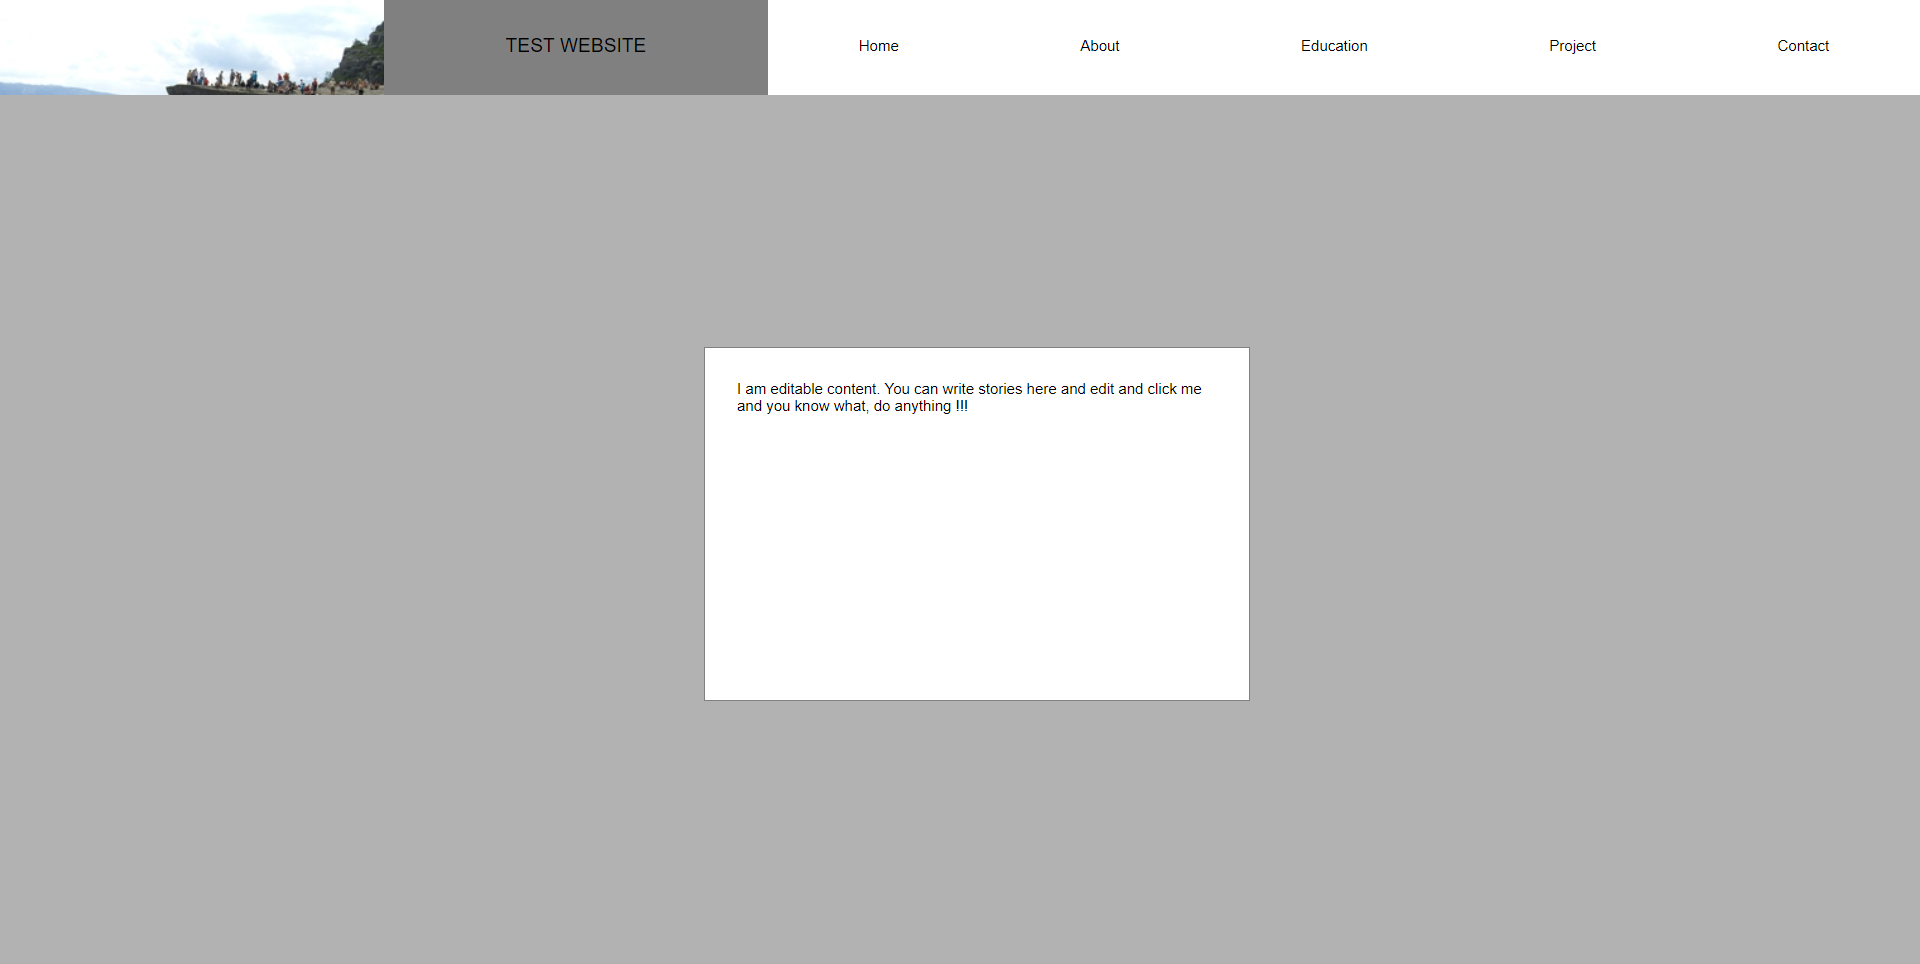 TEST WEBSITE
Home
About
Education
Project
Contact
I am editable content. You can write stories here and edit and click me
and you know what, do anything !!!